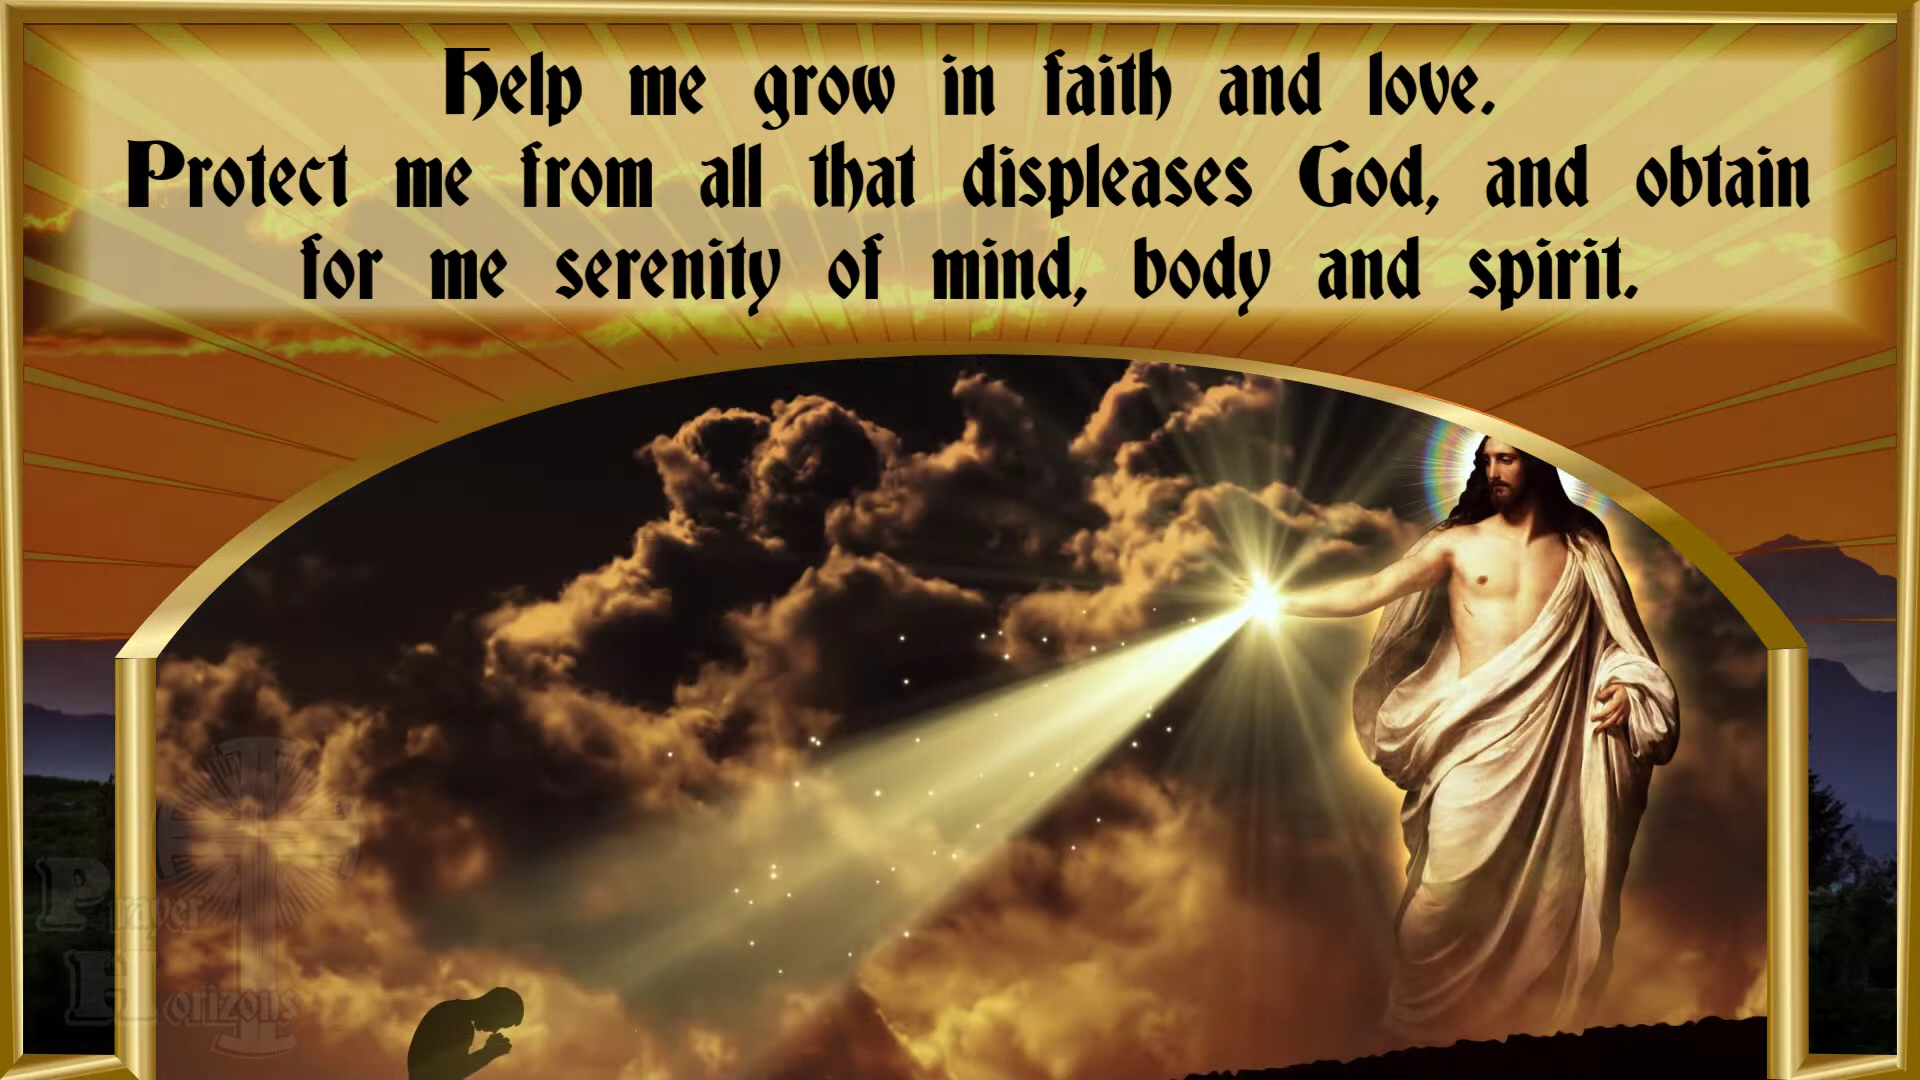 Help me grow in faith and love.
Protect me from all that displeases God, and obtain
for me serenity of mind, body and spirit.
Prayer
Horizons